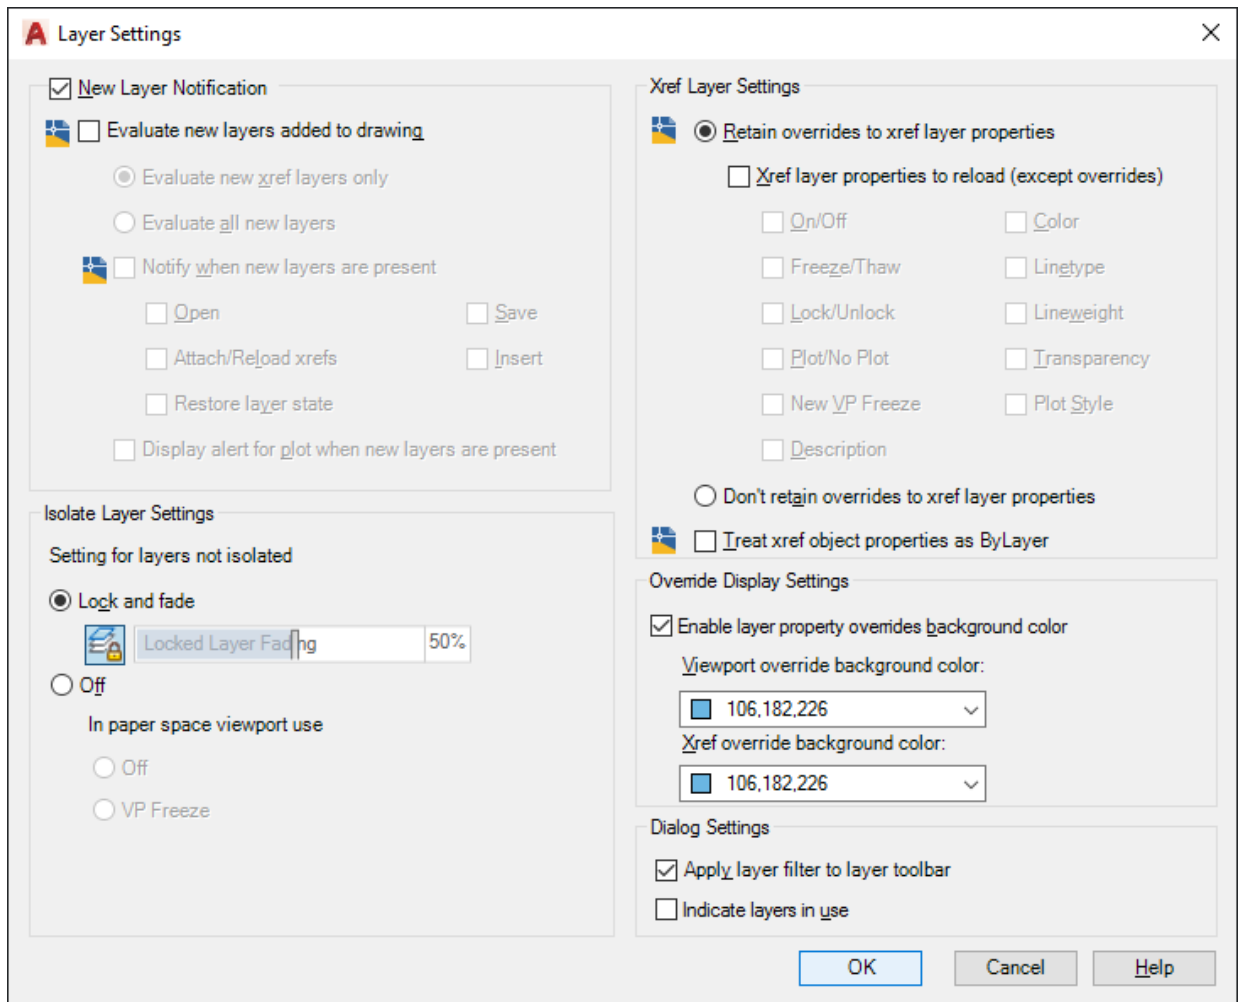 Layer Settings
New Layer Notification
Evaluate new layers added to drawing
Evaluate new xref layers only
Evaluate all new layers
Notify when new layers are present
Open
Save
Attach/Reload xrefs
Insert
Restore layer state
Display alert for plot when new layers are present
Isolate Layer Settings
Setting for layers not isolated
Lock and fade
Locked Layer Fading 50%
Off
In paper space viewport use
Off
VP Freeze
Xref Layer Settings
Retain overrides to xref layer properties
Xref layer properties to reload (except overrides)
On/Off
Color
Freeze/Thaw
Linetype
Lock/Unlock
Lineweight
Plot/No Plot
Transparency
New VP Freeze
Plot Style
Description
Don't retain overrides to xref layer properties
Treat xref object properties as ByLayer
Override Display Settings
Enable layer property overrides background color
Viewport override background color:
106,182,226
Xref override background color:
106,182,226
Dialog Settings
Apply layer filter to layer toolbar
Indicate layers in use
OK
Cancel
Help